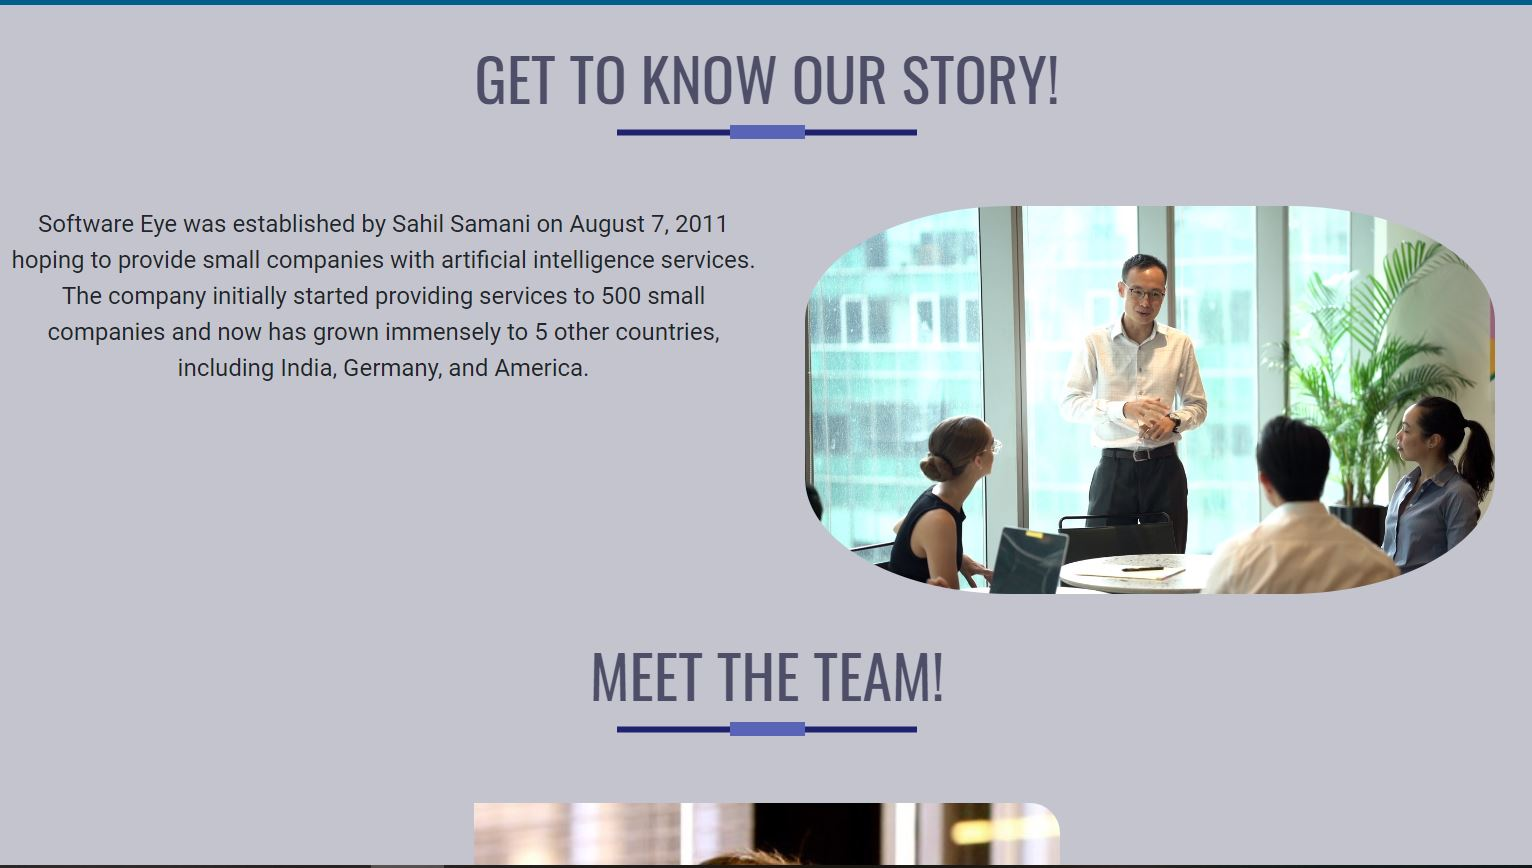 GET TO KNOW OUR STORY!
Software Eye was established by Sahil Samani on August 7, 2011
hoping to provide small companies with artificial intelligence services.
The company initially started providing services to 500 small
companies and now has grown immensely to 5 other countries,
including India, Germany, and America.
MEET THE TEAM!